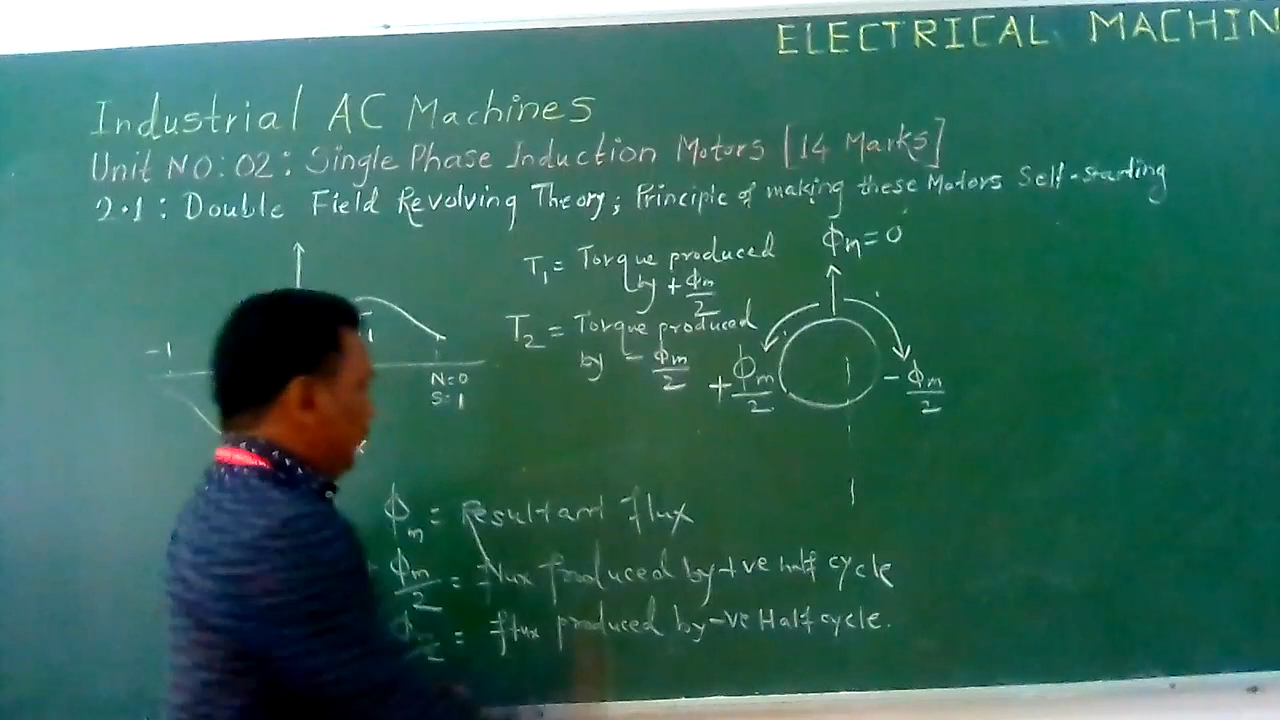 ELECTRICAL MACHIN
Industrial AC Machines
Unit NO: 02: Single Phase Induction Motors [14 Marks]
2.1: Double Field Revolving Theory; Principle of making these Motors Self-starting
T1 = Torque produced
by + ϕm/2
T2 = Torque produced
by - ϕm/2
ϕm = 0
+ ϕm/2
- ϕm/2
-1
1
N=0
S=1
ϕm = Resultant flux
ϕm/2 = flux produced by +ve half cycle
= flux produced by -ve Half cycle.